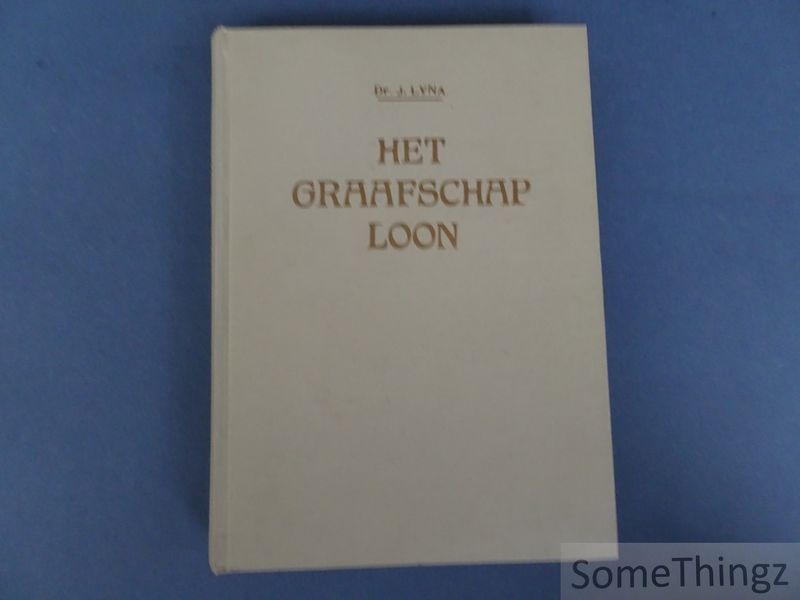 Dr. J. LYNA
HET
GRAAFSCHAP
LOON
SomeThingz